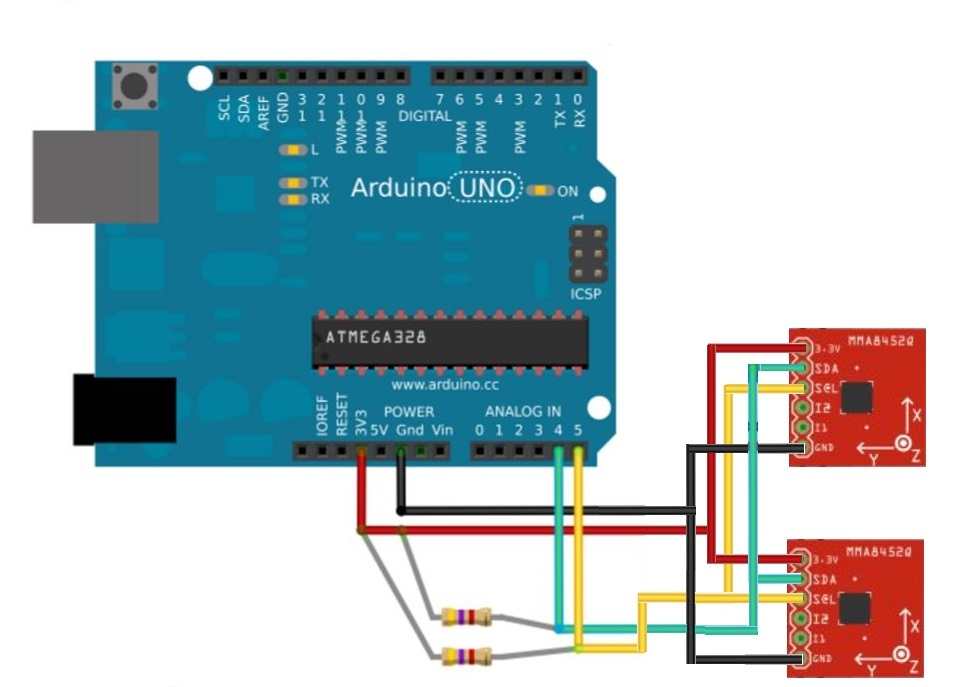 SCL SDA AREF GND 13 12 11 10 9 8 7 6 5 4 3 2 1 0
DIGITAL
PWM PWM PWM PWM PWM PWM TX RX
L
TX
RX
Arduino UNO
ON
1
ICSP
ATMEGA328
www.arduino.cc
POWER
ANALOG IN
IOREF RESET 3V3 5V Gnd Vin 0 1 2 3 4 5
MMA8452Q
3.3V
SDA
SCL
I2
I1
GND
X
Y
Z
MMA8452Q
3.3V
SDA
SCL
I2
I1
GND
X
Y
Z